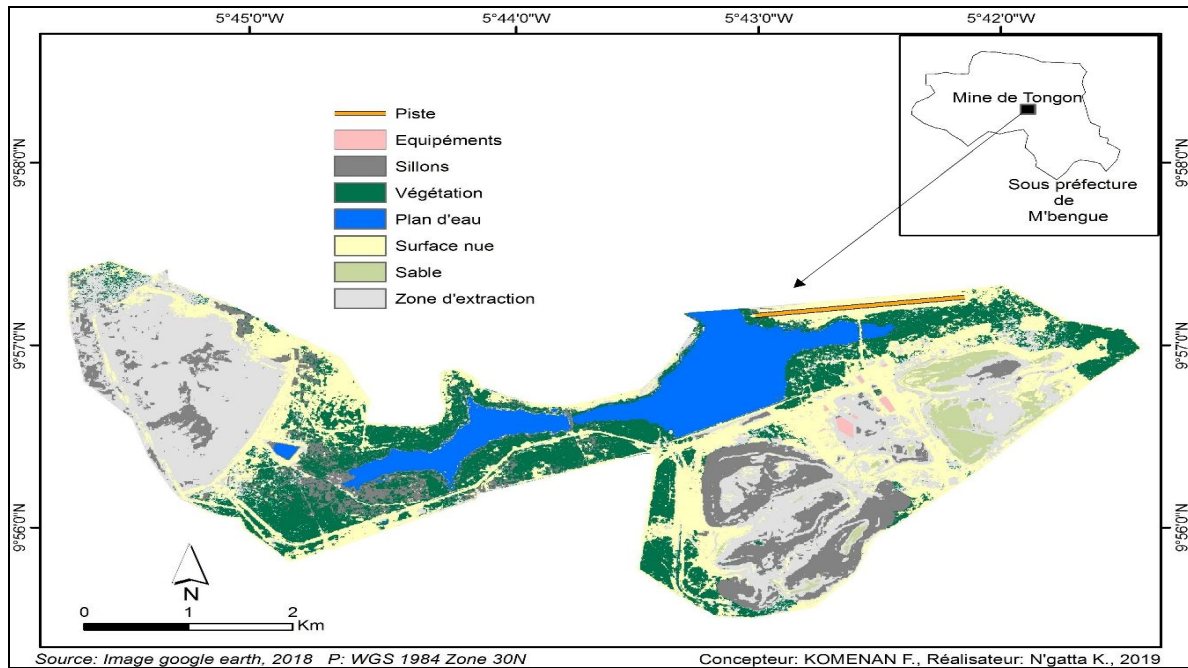 5°45'0"W
5°44'0"W
5°43'0"W
5°42'0"W
Mine de Tongon
Sous préfecture
de
M'bengue
Piste
Equipéments
Sillons
Végétation
Plan d'eau
Surface nue
Sable
Zone d'extraction
9°58'0"N
9°58'0"N
9°57'0"N
9°57'0"N
9°56'0"N
9°56'0"N
N
0 1 2
Km
Source: Image google earth, 2018 P: WGS 1984 Zone 30N
Concepteur: KOMENAN F., Réalisateur: N'gatta K., 2019